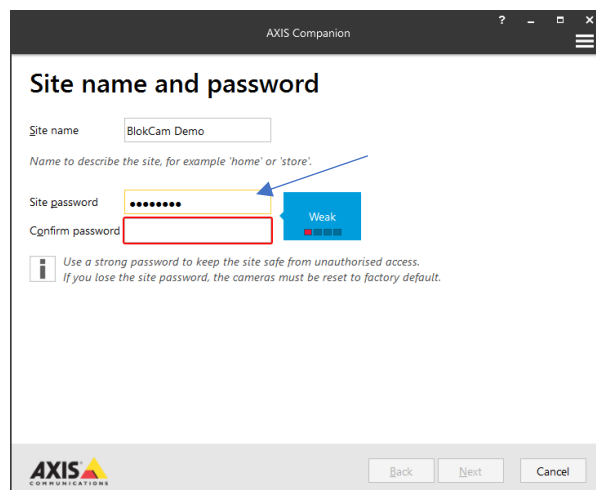 AXIS Companion
?
Site name and password
Site name
BlokCam Demo
Name to describe the site, for example 'home' or 'store'.
Site password
••••••••
Weak
Confirm password
i
Use a strong password to keep the site safe from unauthorised access.
If you lose the site password, the cameras must be reset to factory default.
AXIS
COMMUNICATIONS
Back
Next
Cancel